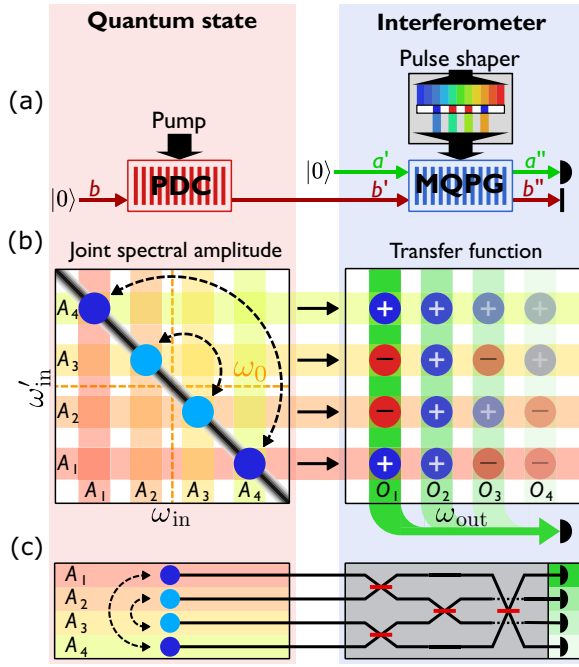 Quantum state
Interferometer
Pulse shaper
(a)
Pump
|0⟩ b PDC
|0⟩ a' b' MQPG a'' b''
(b)
Joint spectral amplitude
Transfer function
A4 + + + +
A3 − + − +
ω0
ω′in
A2 − + + −
A1 + + − −
A1 A2 A3 A4
O1 O2 O3 O4
ωin
ωout
(c)
A1
A2
A3
A4